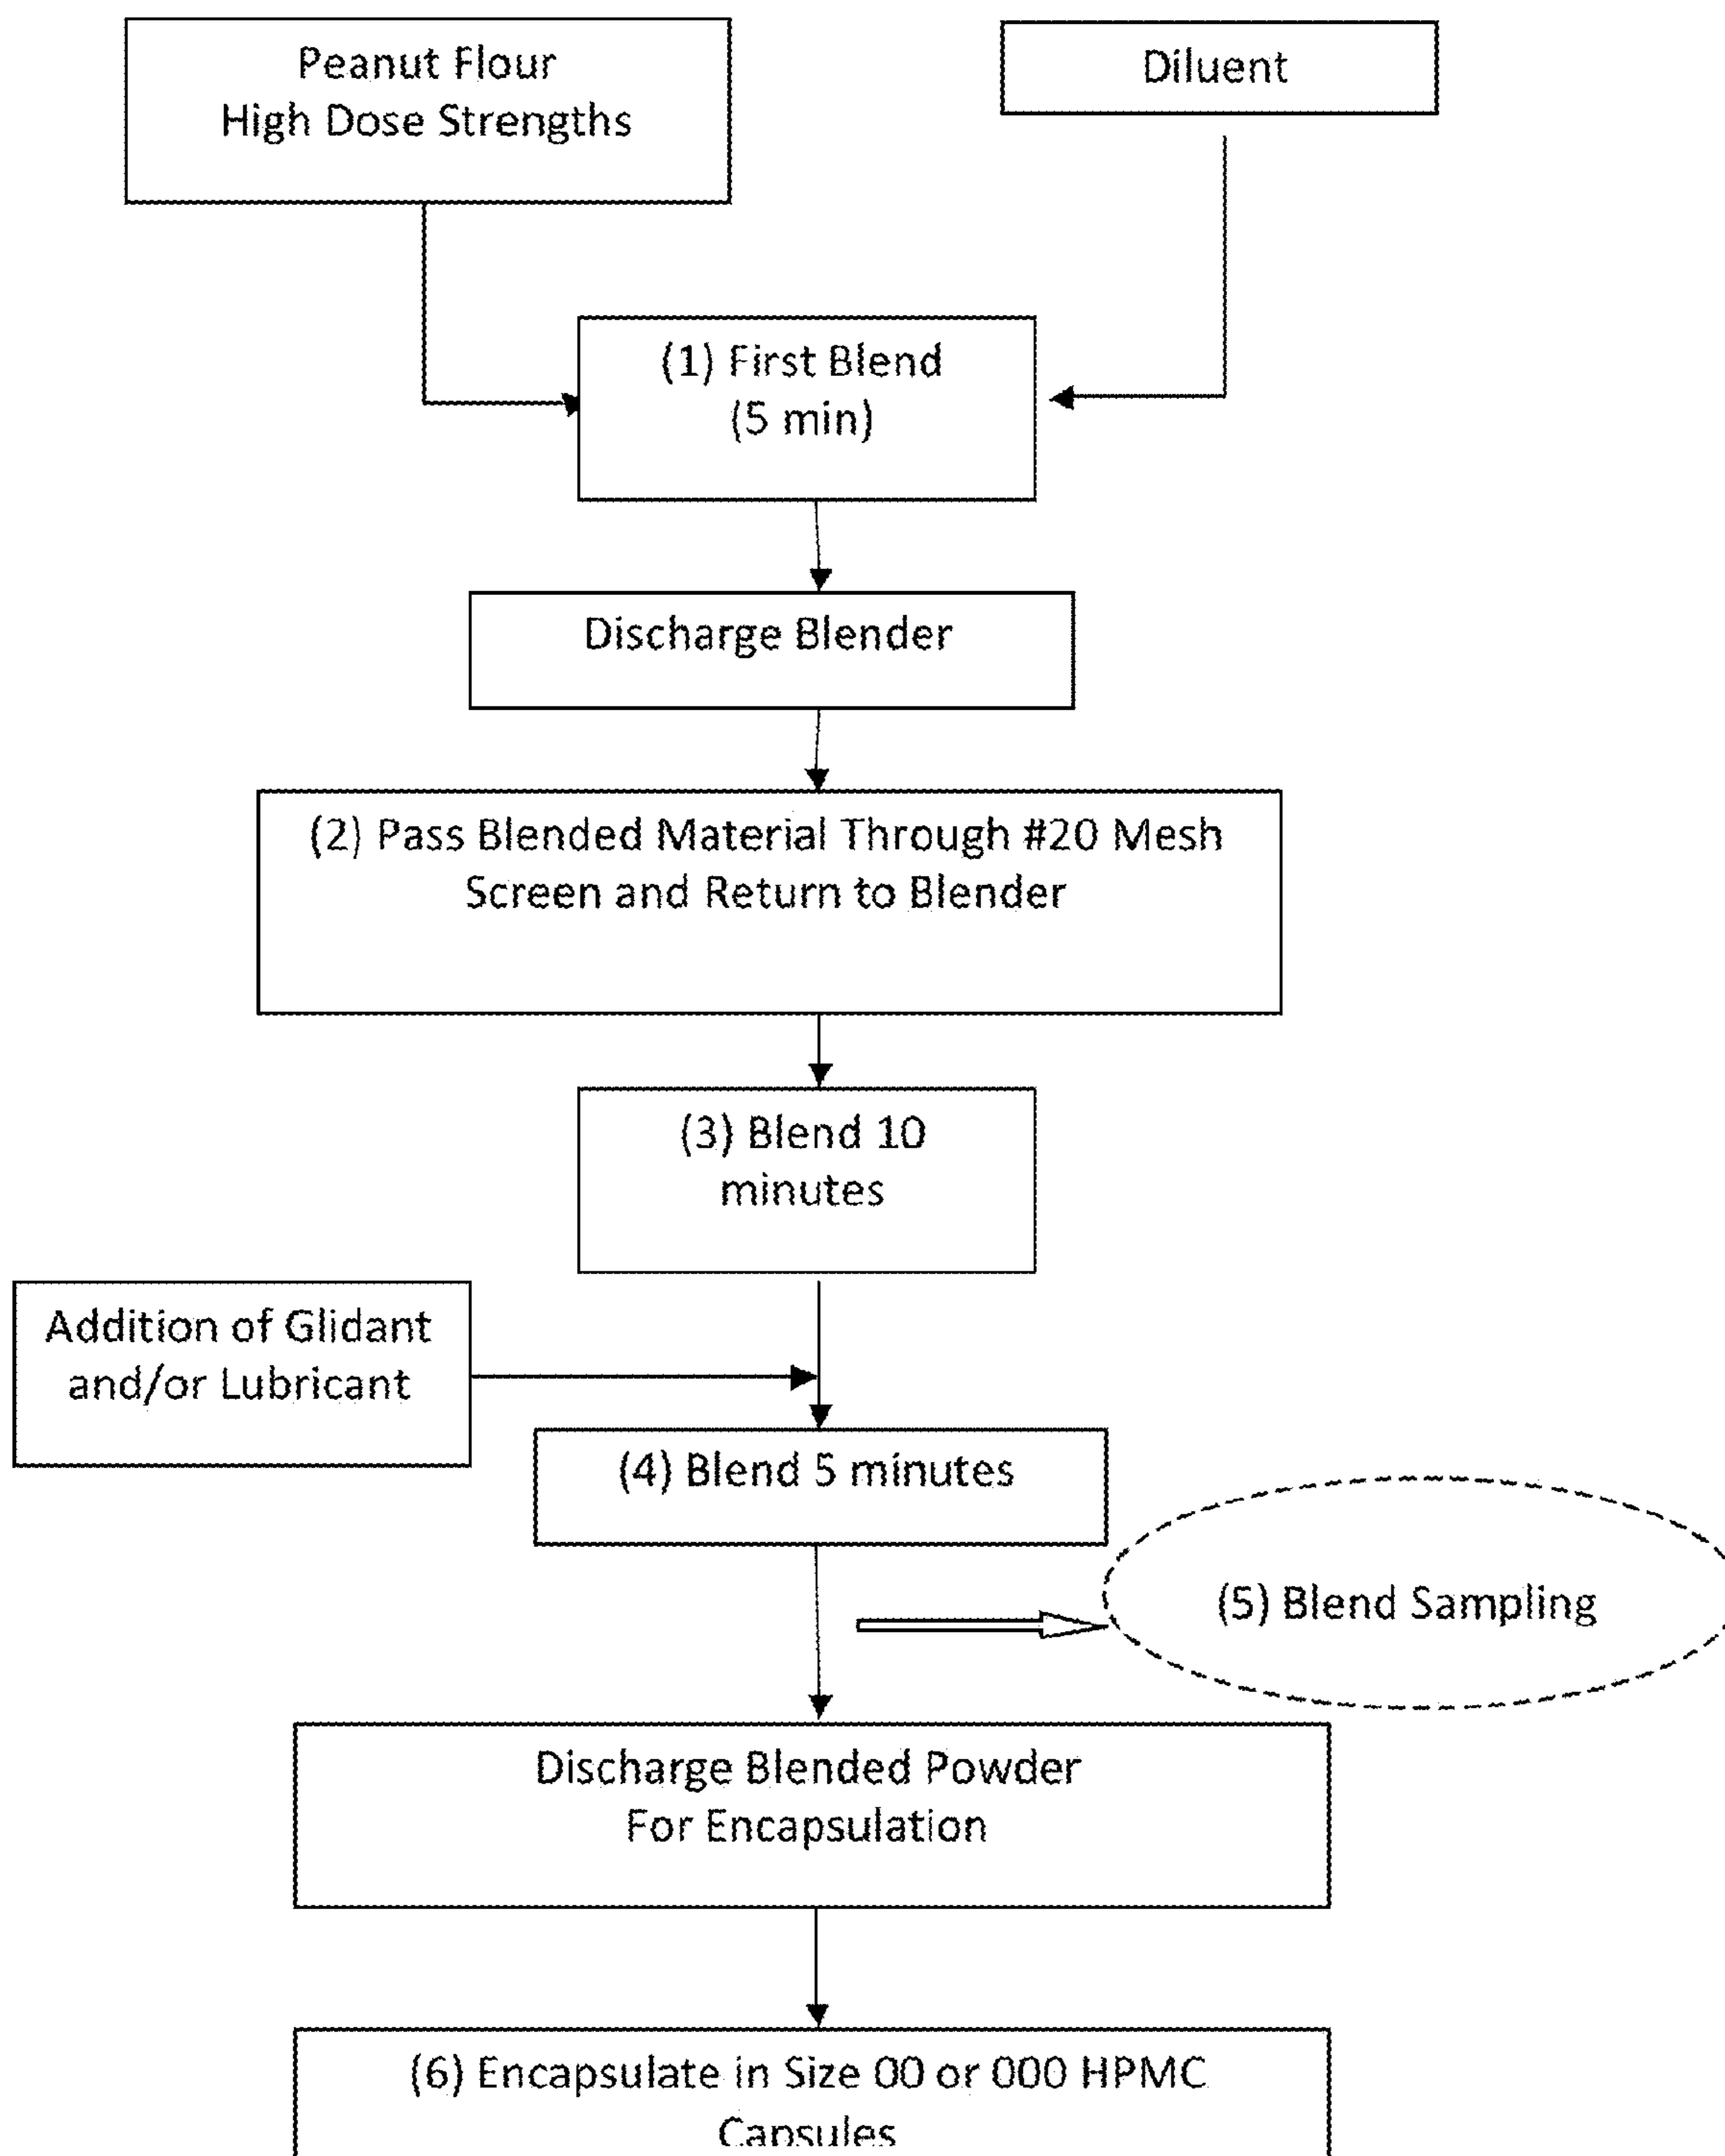 Peanut Flour
High Dose Strengths
Diluent
(1) First Blend
(5 min)
Discharge Blender
(2) Pass Blended Material Through #20 Mesh
Screen and Return to Blender
(3) Blend 10
minutes
Addition of Glidant
and/or Lubricant
(4) Blend 5 minutes
(5) Blend Sampling
Discharge Blended Powder
For Encapsulation
(6) Encapsulate in Size 00 or 000 HPMC
Capsules